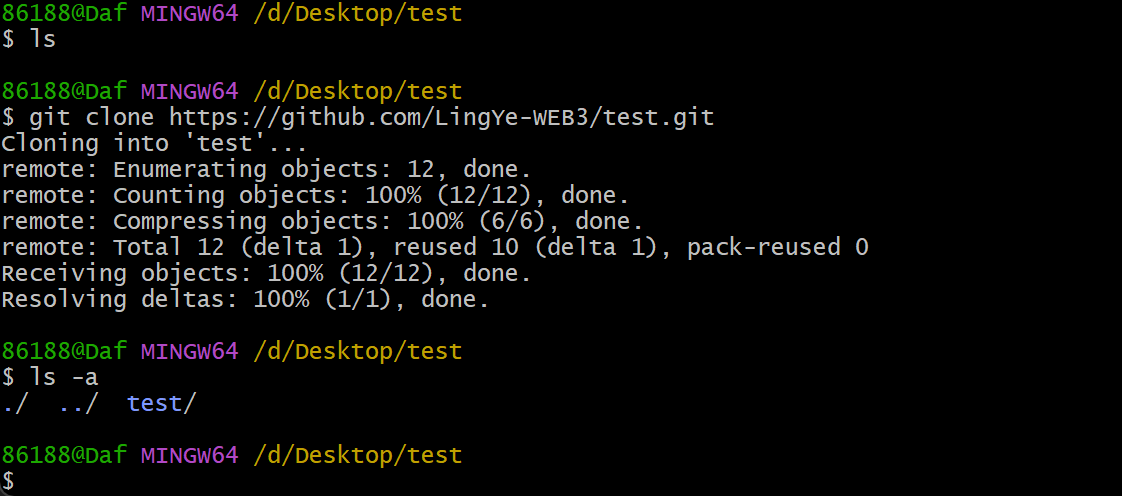 86188@Daf MINGW64 /d/Desktop/test
$ ls
86188@Daf MINGW64 /d/Desktop/test
$ git clone https://github.com/LingYe-WEB3/test.git
Cloning into 'test'...
remote: Enumerating objects: 12, done.
remote: Counting objects: 100% (12/12), done.
remote: Compressing objects: 100% (6/6), done.
remote: Total 12 (delta 1), reused 10 (delta 1), pack-reused 0
Receiving objects: 100% (12/12), done.
Resolving deltas: 100% (1/1), done.
86188@Daf MINGW64 /d/Desktop/test
$ ls -a
./  ../  test/
86188@Daf MINGW64 /d/Desktop/test
$